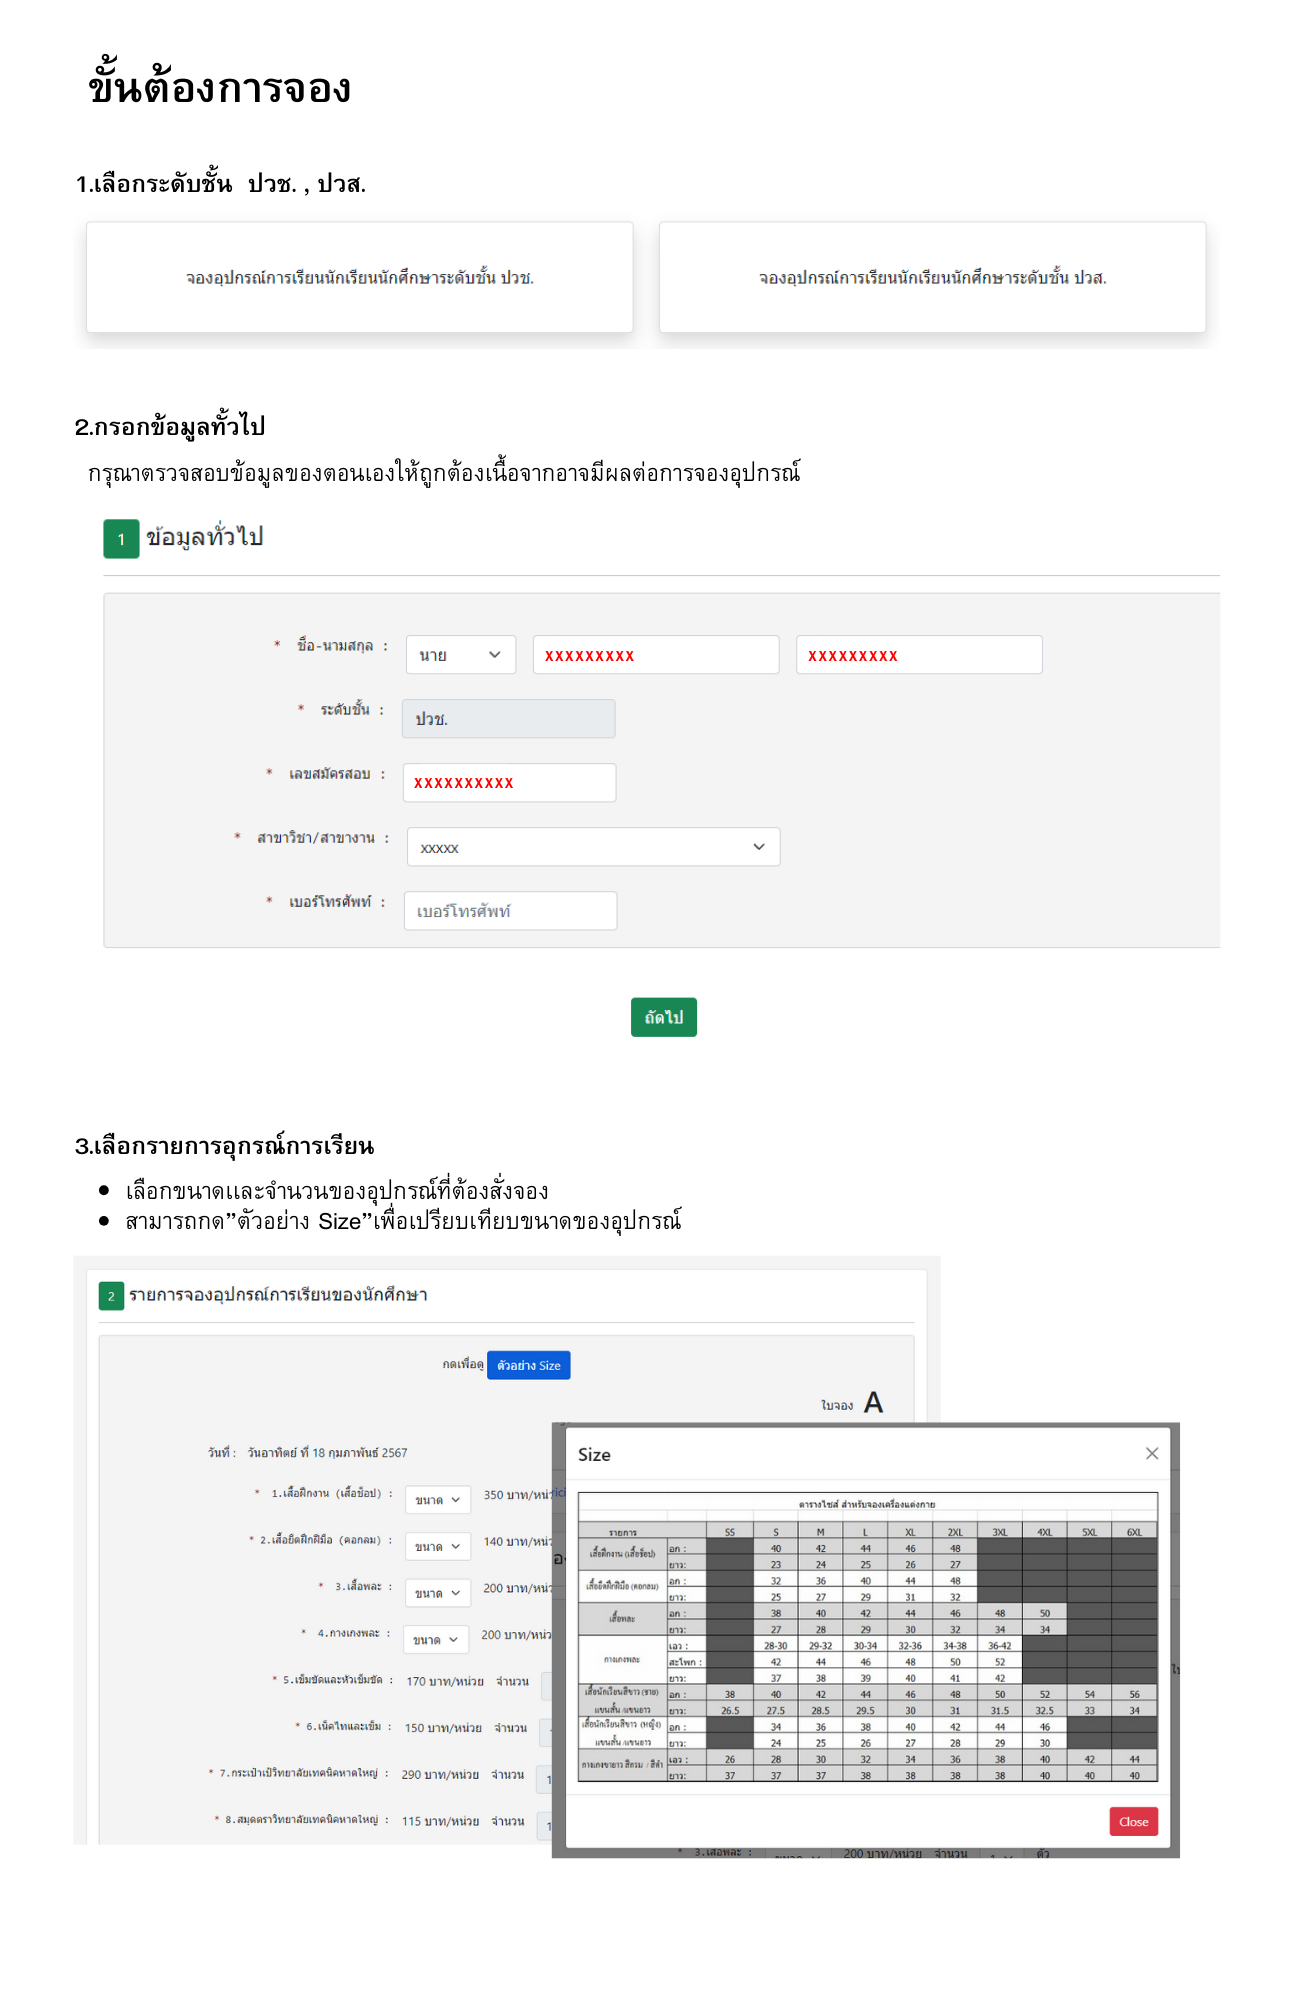 ขั้นต้องการจอง
1.เลือกระดับชั้น ปวช. , ปวส.
จองอุปกรณ์การเรียนนักเรียนนักศึกษาระดับชั้น ปวช.
จองอุปกรณ์การเรียนนักเรียนนักศึกษาระดับชั้น ปวส.
2.กรอกข้อมูลทั้วไป
กรุณาตรวจสอบข้อมูลของตอนเองให้ถูกต้องเนื้อจากอาจมีผลต่อการจองอุปกรณ์
1 ข้อมูลทั่วไป
* ชื่อ-นามสกุล : นาย xxxxxxxxx xxxxxxxxx
* ระดับชั้น : ปวช.
* เลขสมัครสอบ : xxxxxxxxxx
* สาขาวิชา/สาขางาน : xxxxx
* เบอร์โทรศัพท์ : เบอร์โทรศัพท์
ถัดไป
3.เลือกรายการอุกรณ์การเรียน
• เลือกขนาดและจำนวนของอุปกรณ์ที่ต้องสั่งจอง
• สามารถกด"ตัวอย่าง Size"เพื่อเปรียบเทียบขนาดของอุปกรณ์
2 รายการจองอุปกรณ์การเรียนของนักศึกษา
กดเพื่อดู ตัวอย่าง Size
ใบจอง A
วันที่ : วันอาทิตย์ ที่ 18 กุมภาพันธ์ 2567
* 1.เสื้อฝึกงาน (เสื้อช้อป) : ขนาด 350 บาท/หน่ว
* 2.เสื้อยืดฝึกฝีมือ (คอกลม) : ขนาด 140 บาท/หน่ว
* 3.เสื้อพละ : ขนาด 200 บาท/หน่ว
* 4.กางเกงพละ : ขนาด 200 บาท/หน่ว
* 5.เข็มขัดและหัวเข็มขัด : 170 บาท/หน่วย จำนวน
* 6.เน็คไทและเข็ม : 150 บาท/หน่วย จำนวน
* 7.กระเป๋าเป้วิทยาลัยเทคนิคหาดใหญ่ : 290 บาท/หน่วย จำนวน 1
* 8.สมุดตราวิทยาลัยเทคนิคหาดใหญ่ : 115 บาท/หน่วย จำนวน 1
Size
ตารางไซส์ สำหรับจองเครื่องแต่งกาย
รายการ SS S M L XL 2XL 3XL 4XL 5XL 6XL
เสื้อฝึกงาน (เสื้อช็อป) อก : 40 42 44 46 48
ยาว: 23 24 25 26 27
เสื้อยืดฝึกฝีมือ (คอกลม) อก : 32 36 40 44 48
ยาว: 25 27 29 31 32
เสื้อพละ อก : 38 40 42 44 46 48 50
ยาว: 27 28 29 30 32 34 34
กางเกงพละ เอว : 28-30 29-32 30-34 32-36 34-38 36-42
สะโพก : 42 44 46 48 50 52
ยาว: 37 38 39 40 41 42
เสื้อนักเรียนสีขาว (ชาย) อก : 38 40 42 44 46 48 50 52 54 56
แขนสั้น /แขนยาว ยาว: 26.5 27.5 28.5 29.5 30 31 31.5 32.5 33 34
เสื้อนักเรียนสีขาว (หญิง) อก : 34 36 38 40 42 44 46
แขนสั้น /แขนยาว ยาว: 24 25 26 27 28 29 30
กางเกงขายาว สีกรม / สีดำ เอว : 26 28 30 32 34 36 38 40 42 44
ยาว: 37 37 37 38 38 38 38 40 40 40
Close
* 3.เสื้อพละ : ขนาด 200 บาท/หน่วย จำนวน 1 ตัว